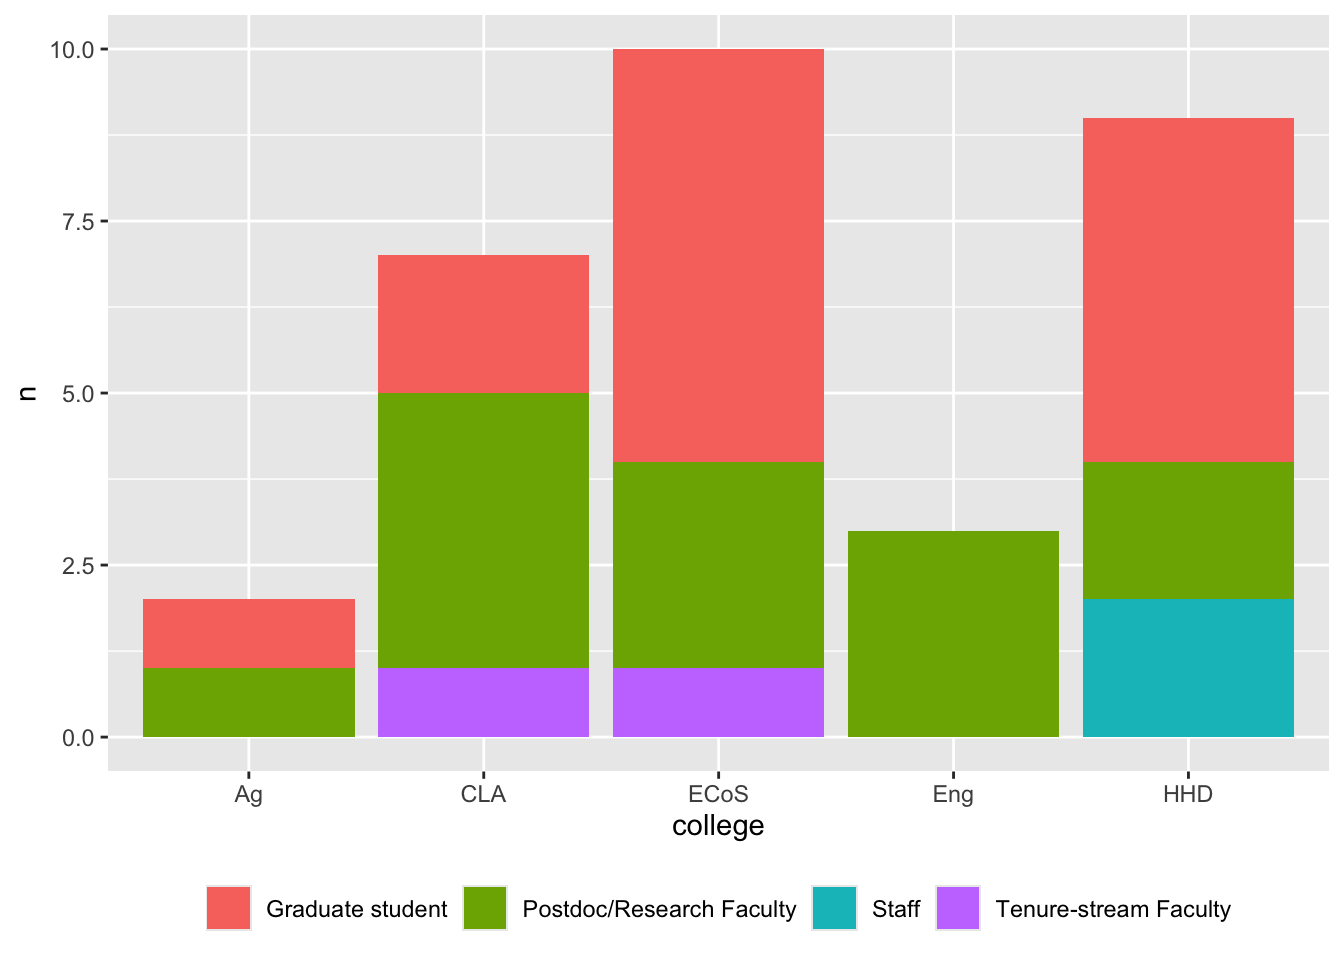 10.0
7.5
5.0
2.5
0.0
n
Ag CLA ECoS Eng HHD
college
Graduate student Postdoc/Research Faculty Staff Tenure-stream Faculty